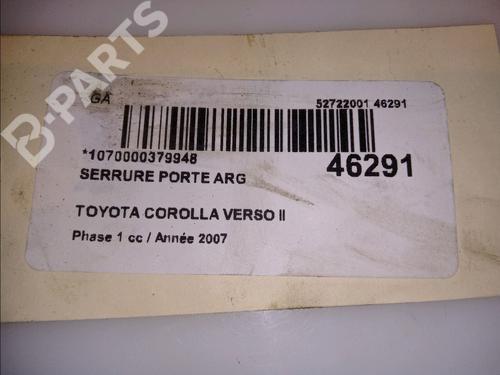 GA
52722001 46291
*1070000379948
46291
SERRURE PORTE ARG
TOYOTA COROLLA VERSO II
Phase 1 cc / Année 2007
B-PARTS